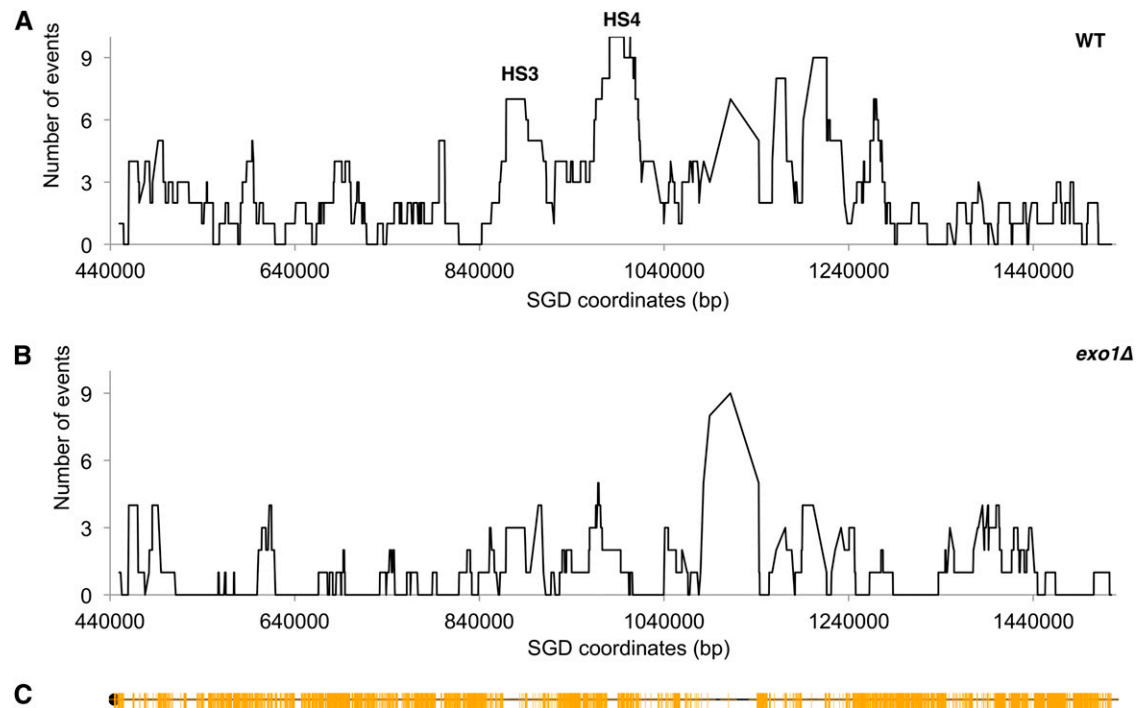 A
HS4
WT
HS3
Number of events
9
6
3
0
440000 640000 840000 1040000 1240000 1440000
SGD coordinates (bp)
B
exo1Δ
Number of events
9
6
3
0
440000 640000 840000 1040000 1240000 1440000
SGD coordinates (bp)
C